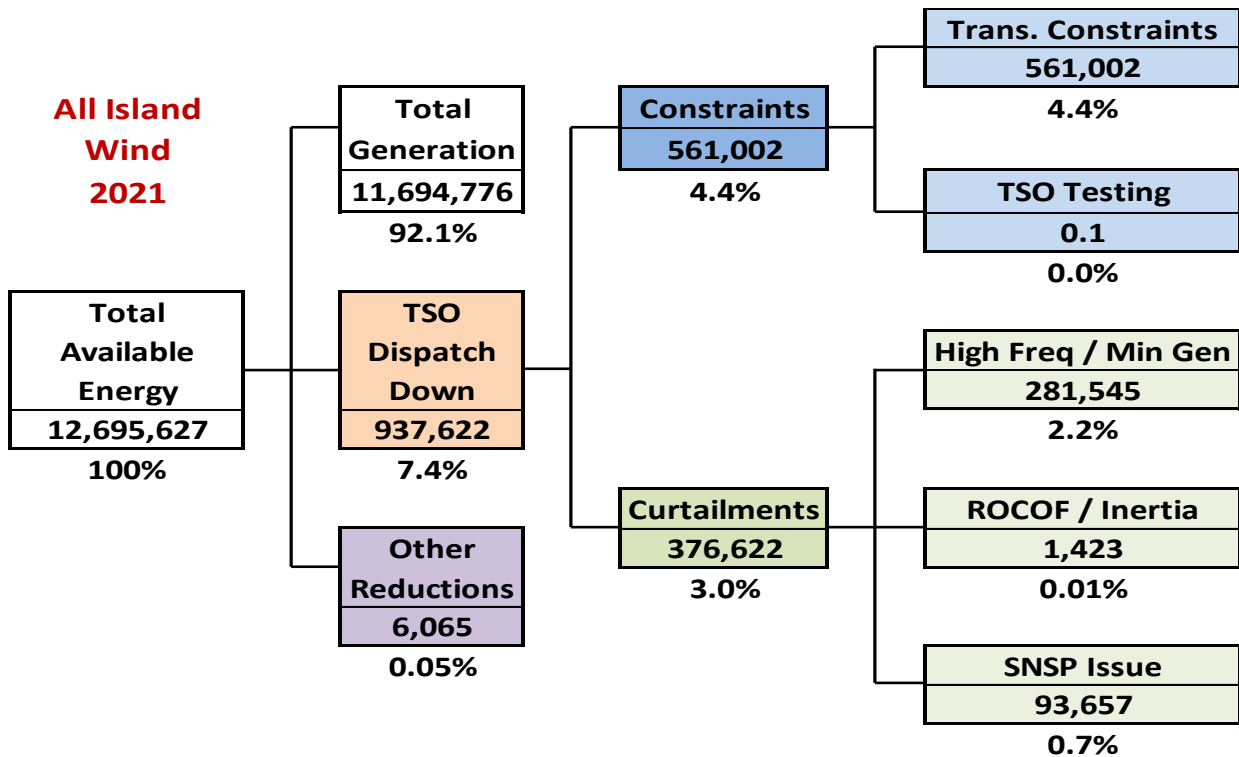 All Island
Wind
2021
Total
Available
Energy
12,695,627
100%
Total
Generation
11,694,776
92.1%
TSO
Dispatch
Down
937,622
7.4%
Other
Reductions
6,065
0.05%
Constraints
561,002
4.4%
Curtailments
376,622
3.0%
Trans. Constraints
561,002
4.4%
TSO Testing
0.1
0.0%
High Freq / Min Gen
281,545
2.2%
ROCOF / Inertia
1,423
0.01%
SNSP Issue
93,657
0.7%